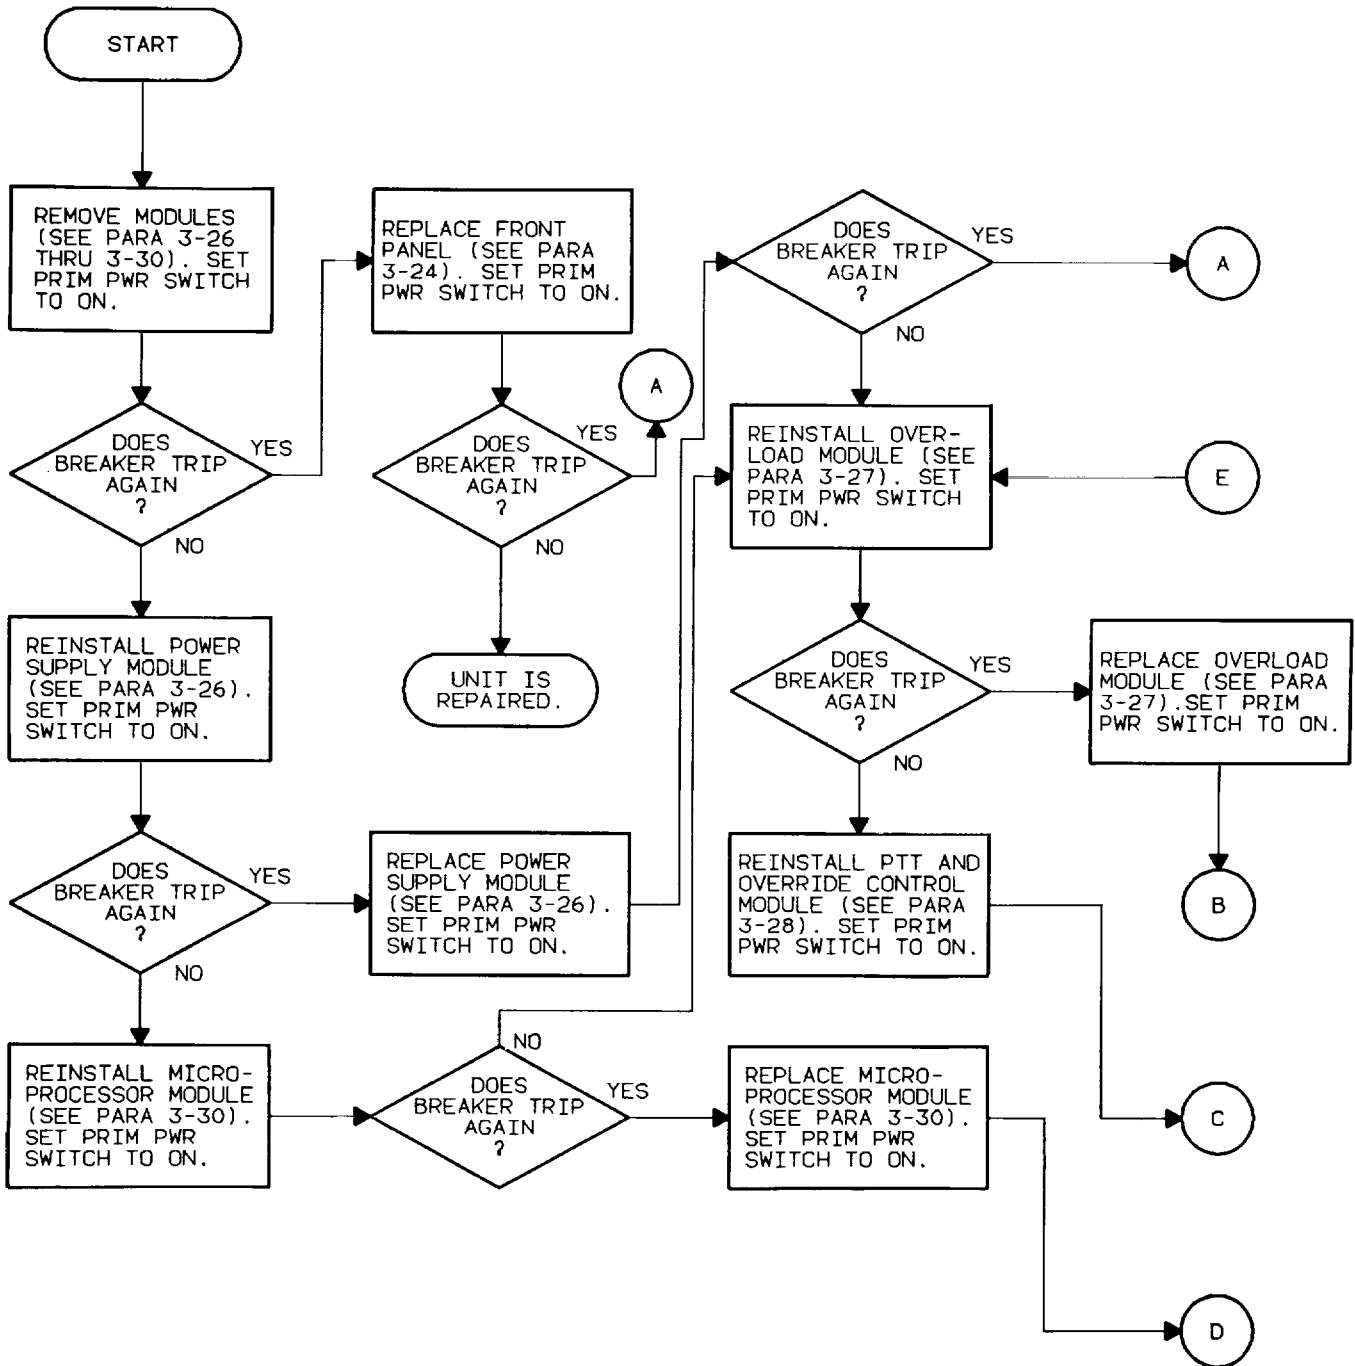 START
REMOVE MODULES
(SEE PARA 3-26
THRU 3-30). SET
PRIM PWR SWITCH
TO ON.
DOES
BREAKER TRIP
AGAIN
?
YES
NO
REPLACE FRONT
PANEL (SEE PARA
3-24). SET PRIM
PWR SWITCH TO ON.
DOES
BREAKER TRIP
AGAIN
?
YES
A
NO
UNIT IS
REPAIRED.
REINSTALL POWER
SUPPLY MODULE
(SEE PARA 3-26).
SET PRIM PWR
SWITCH TO ON.
DOES
BREAKER TRIP
AGAIN
?
YES
NO
REPLACE POWER
SUPPLY MODULE
(SEE PARA 3-26).
SET PRIM PWR
SWITCH TO ON.
REINSTALL MICRO-
PROCESSOR MODULE
(SEE PARA 3-30).
SET PRIM PWR
SWITCH TO ON.
NO
DOES
BREAKER TRIP
AGAIN
?
YES
REPLACE MICRO-
PROCESSOR MODULE
(SEE PARA 3-30).
SET PRIM PWR
SWITCH TO ON.
D
DOES
BREAKER TRIP
AGAIN
?
YES
A
NO
REINSTALL OVER-
LOAD MODULE (SEE
PARA 3-27). SET
PRIM PWR SWITCH
TO ON.
E
DOES
BREAKER TRIP
AGAIN
?
YES
NO
REPLACE OVERLOAD
MODULE (SEE PARA
3-27).SET PRIM
PWR SWITCH TO ON.
B
REINSTALL PTT AND
OVERRIDE CONTROL
MODULE (SEE PARA
3-28). SET PRIM
PWR SWITCH TO ON.
C